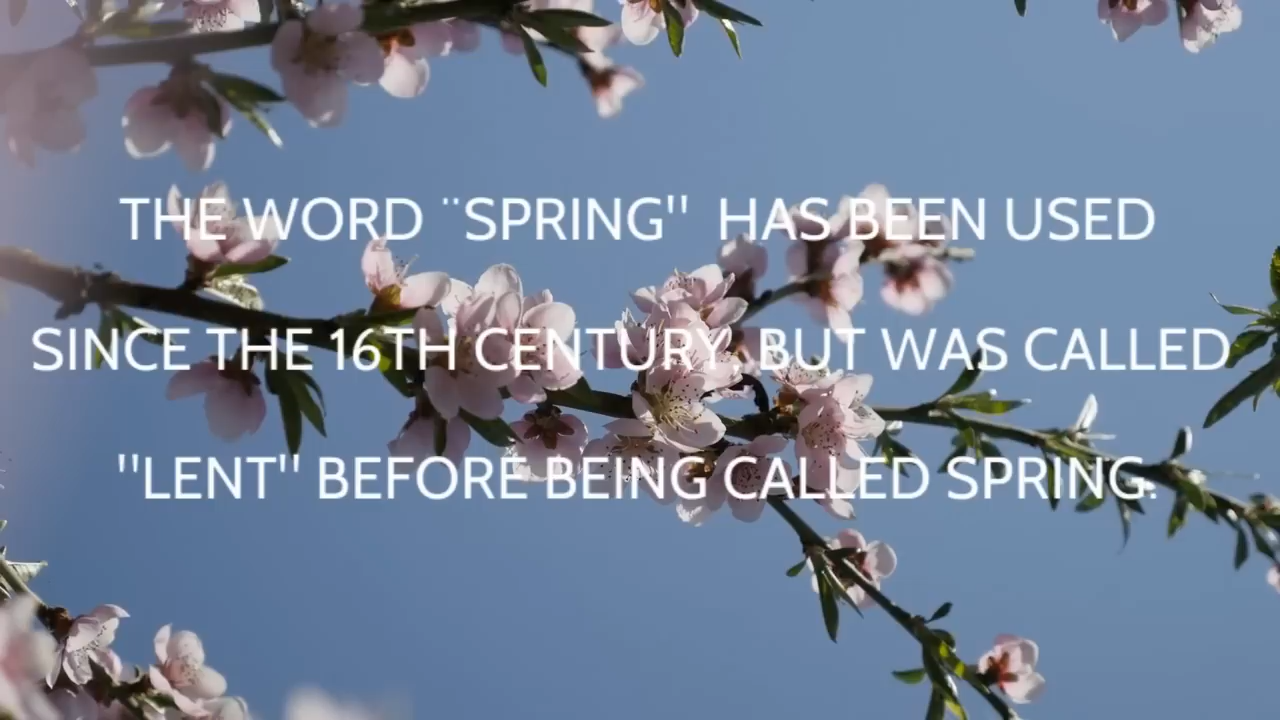 THE WORD ¨SPRING" HAS BEEN USED
SINCE THE 16TH CENTURY, BUT WAS CALLED
"LENT" BEFORE BEING CALLED SPRING.